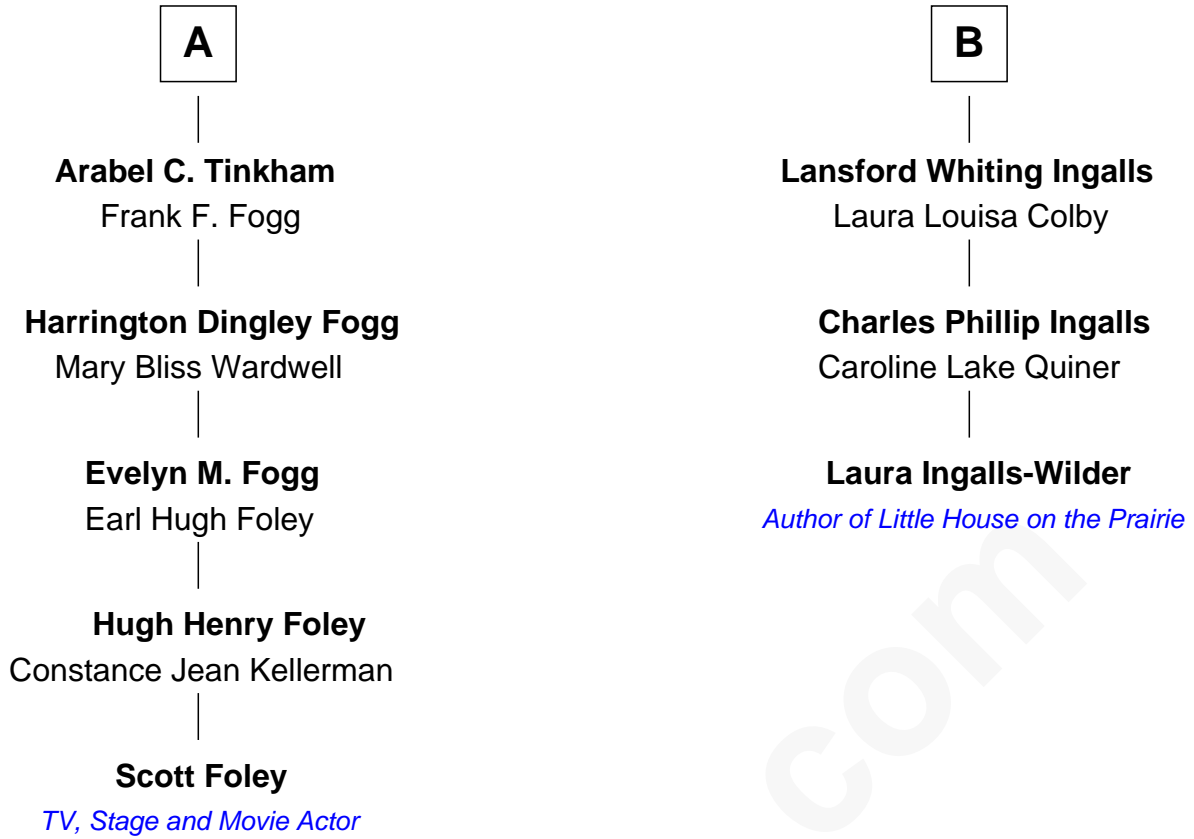 A
Arabel C. Tinkham
Frank F. Fogg
Harrington Dingley Fogg
Mary Bliss Wardwell
Evelyn M. Fogg
Earl Hugh Foley
Hugh Henry Foley
Constance Jean Kellerman
Scott Foley
TV, Stage and Movie Actor
B
Lansford Whiting Ingalls
Laura Louisa Colby
Charles Phillip Ingalls
Caroline Lake Quiner
Laura Ingalls-Wilder
Author of Little House on the Prairie
com